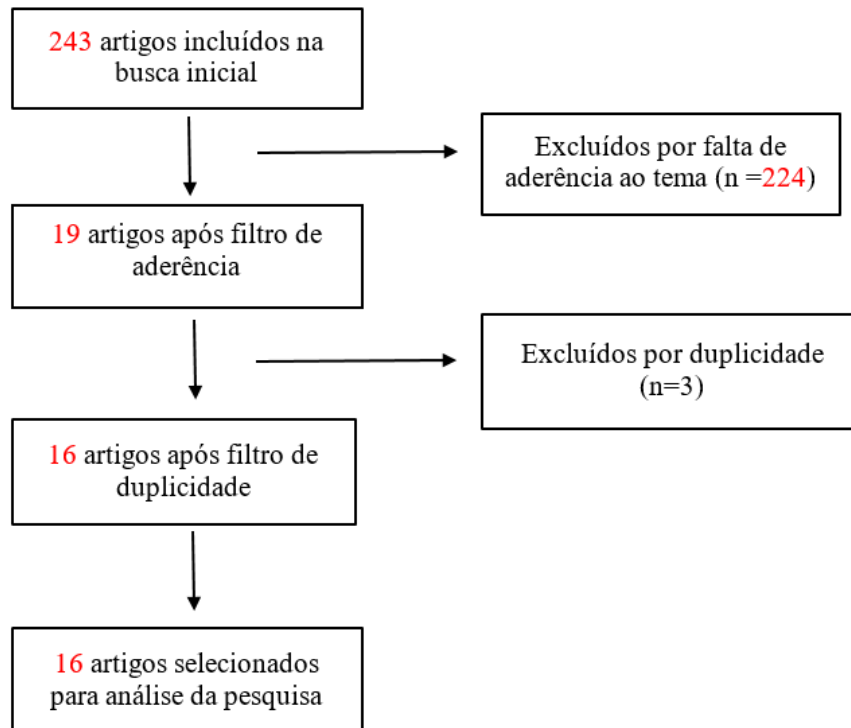 243 artigos incluídos na
busca inicial
Excluídos por falta de
aderência ao tema (n =224)
19 artigos após filtro de
aderência
Excluídos por duplicidade
(n=3)
16 artigos após filtro de
duplicidade
16 artigos selecionados
para análise da pesquisa